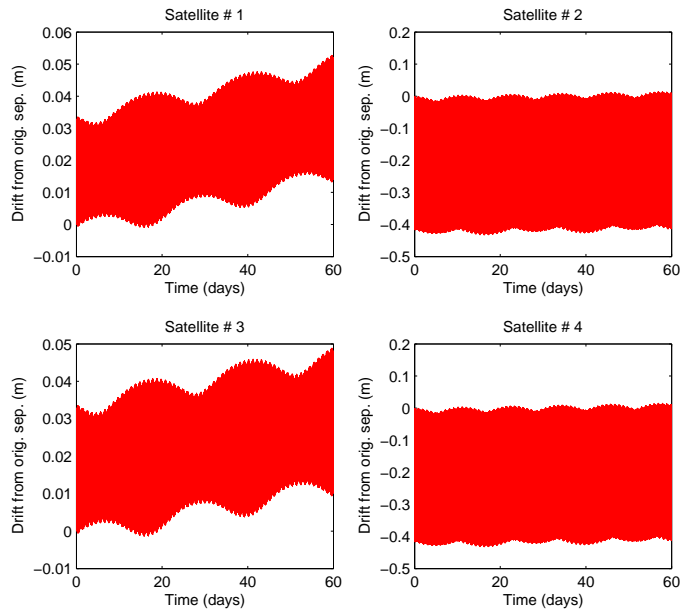 Satellite # 1
0.06
0.05
0.04
0.03
0.02
0.01
0
−0.01
Drift from orig. sep. (m)
0 20 40 60
Time (days)
Satellite # 2
0.2
0.1
0
−0.1
−0.2
−0.3
−0.4
−0.5
Drift from orig. sep. (m)
0 20 40 60
Time (days)
Satellite # 3
0.05
0.04
0.03
0.02
0.01
0
−0.01
Drift from orig. sep. (m)
0 20 40 60
Time (days)
Satellite # 4
0.2
0.1
0
−0.1
−0.2
−0.3
−0.4
−0.5
Drift from orig. sep. (m)
0 20 40 60
Time (days)